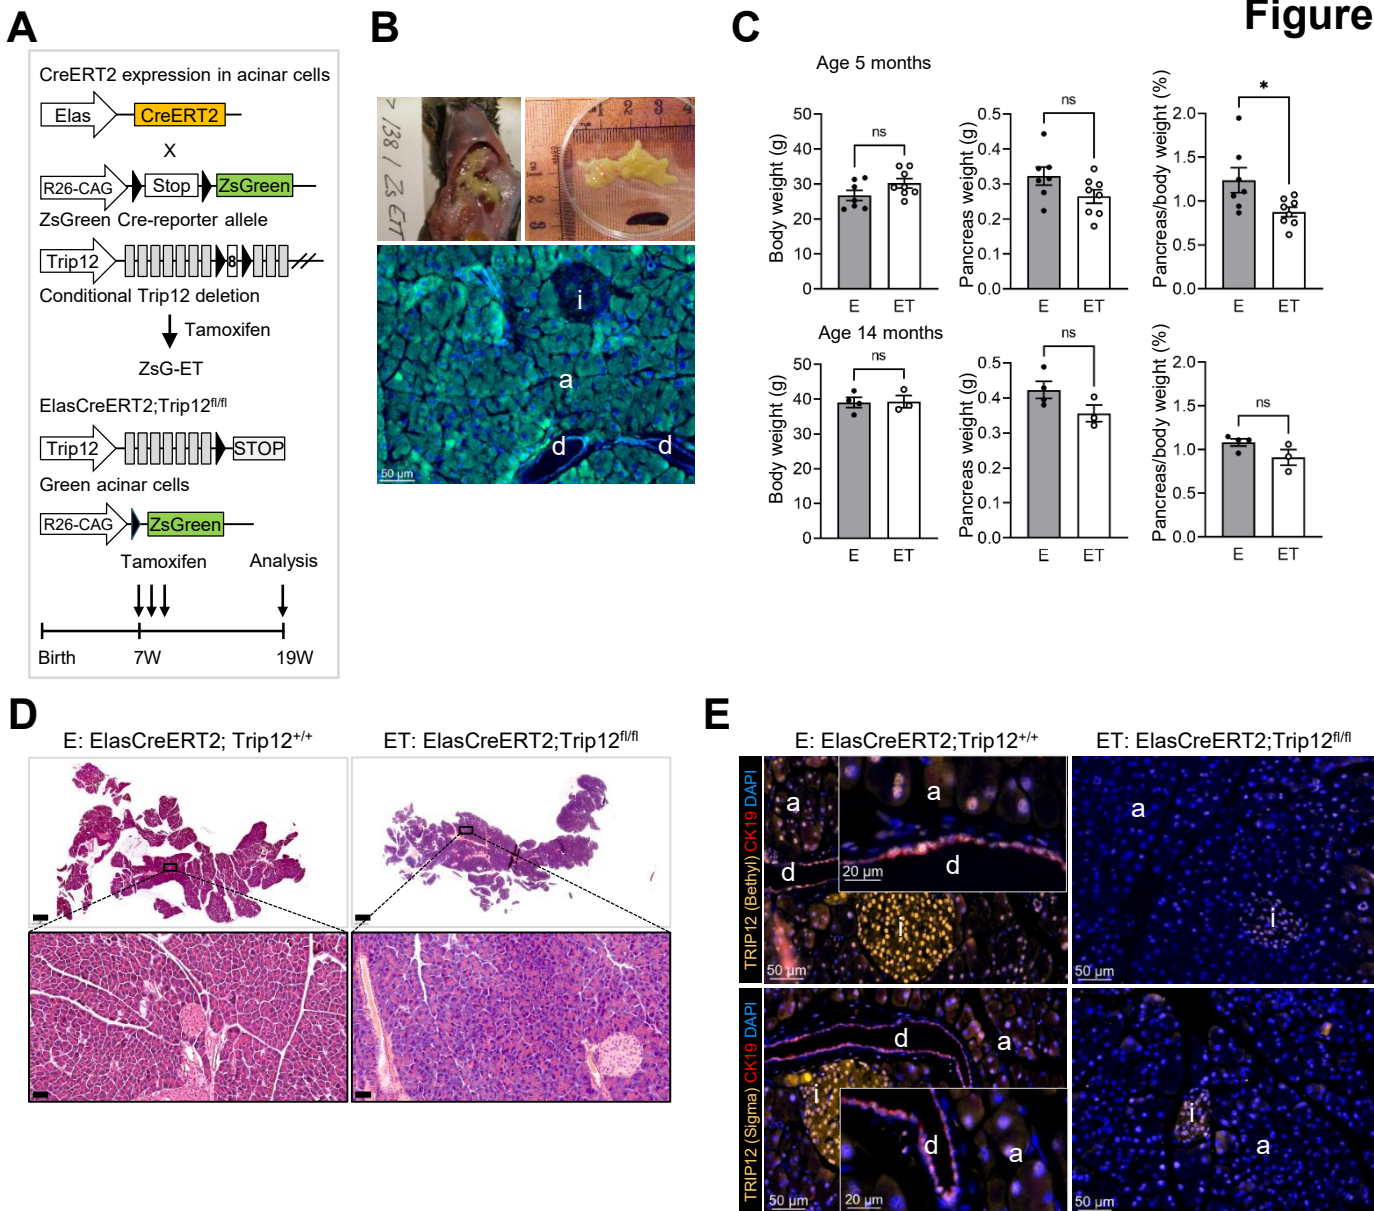 Figure
A
CreERT2 expression in acinar cells
Elas
CreERT2
X
R26-CAG
Stop
ZsGreen
ZsGreen Cre-reporter allele
Trip12
8
Conditional Trip12 deletion
Tamoxifen
ZsG-ET
ElasCreERT2;Trip12fl/fl
Trip12
STOP
Green acinar cells
R26-CAG
ZsGreen
Tamoxifen
Analysis
Birth
7W
19W
B
1 2 3 4
i
a
d
d
50 µm
C
Age 5 months
Body weight (g)
50
40
30
20
10
0
ns
E
ET
Pancreas weight (g)
0.5
0.4
0.3
0.2
0.1
0.0
ns
E
ET
Pancreas/body weight (%)
2.0
1.5
1.0
0.5
0.0
*
E
ET
Age 14 months
Body weight (g)
50
40
30
20
10
0
ns
E
ET
Pancreas weight (g)
0.5
0.4
0.3
0.2
0.1
0.0
ns
E
ET
Pancreas/body weight (%)
2.0
1.5
1.0
0.5
0.0
ns
E
ET
D
E: ElasCreERT2; Trip12+/+
ET: ElasCreERT2;Trip12fl/fl
E
E: ElasCreERT2;Trip12+/+
ET: ElasCreERT2;Trip12fl/fl
TRIP12 (Bethyl) CK19 DAPI
a
d
i
50 µm
a
d
20 µm
a
i
50 µm
TRIP12 (Sigma) CK19 DAPI
d
a
i
50 µm
d
a
20 µm
i
a
50 µm